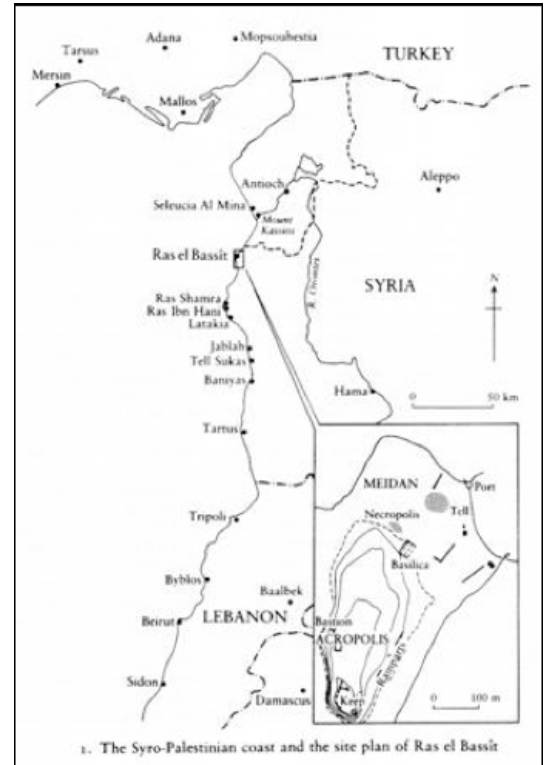 Adana
Mopsouhestia
Tarsus
TURKEY
Mersin
Mallos
Antioch
Aleppo
Seleucia Al Mina
Mount
Kassios
Ras el Bassît
R. Orontes
SYRIA
N
Ras Shamra
Ras Ibn Hani
Latakia
Jablah
Tell Sukas
Baniyas
Hama
0 50 km
Tartus
MEIDAN
Port
Necropolis
Tell
Tripoli
Basilica
Byblos
Baalbek
LEBANON
Bastion
Beirut
ACROPOLIS
Ramparts
Sidon
Damascus
Keep
0 100 m
1. The Syro-Palestinian coast and the site plan of Ras el Bassît